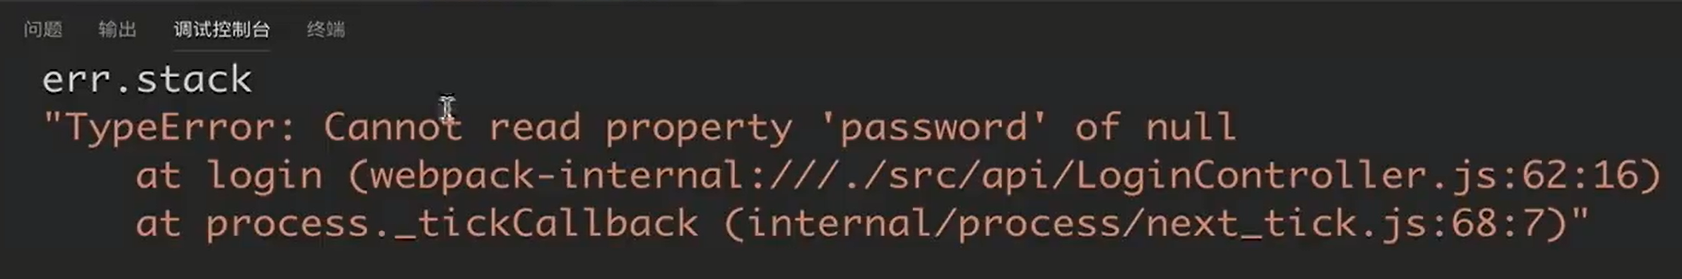 问题 输出 调试控制台 终端
err.stack
"TypeError: Cannot read property 'password' of null
    at login (webpack-internal:///./src/api/LoginController.js:62:16)
    at process._tickCallback (internal/process/next_tick.js:68:7)"